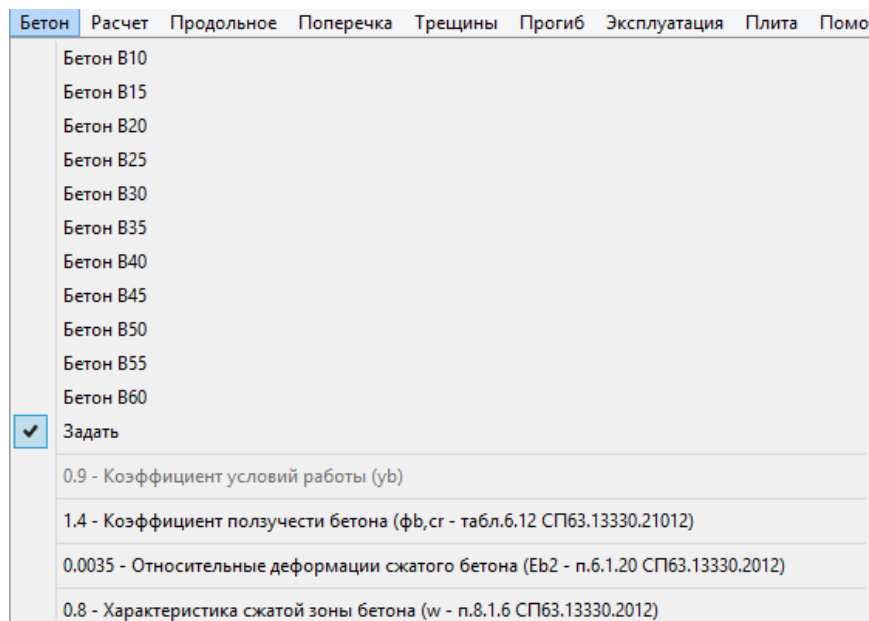 Бетон Расчет Продольное Поперечка Трещины Прогиб Эксплуатация Плита Помо
Бетон В10
Бетон В15
Бетон В20
Бетон В25
Бетон В30
Бетон В35
Бетон В40
Бетон В45
Бетон В50
Бетон В55
Бетон В60
Задать
0.9 - Коэффициент условий работы (yb)
1.4 - Коэффициент ползучести бетона (фb,cr - табл.6.12 СП63.13330.21012)
0.0035 - Относительные деформации сжатого бетона (Eb2 - п.6.1.20 СП63.13330.2012)
0.8 - Характеристика сжатой зоны бетона (w - п.8.1.6 СП63.13330.2012)